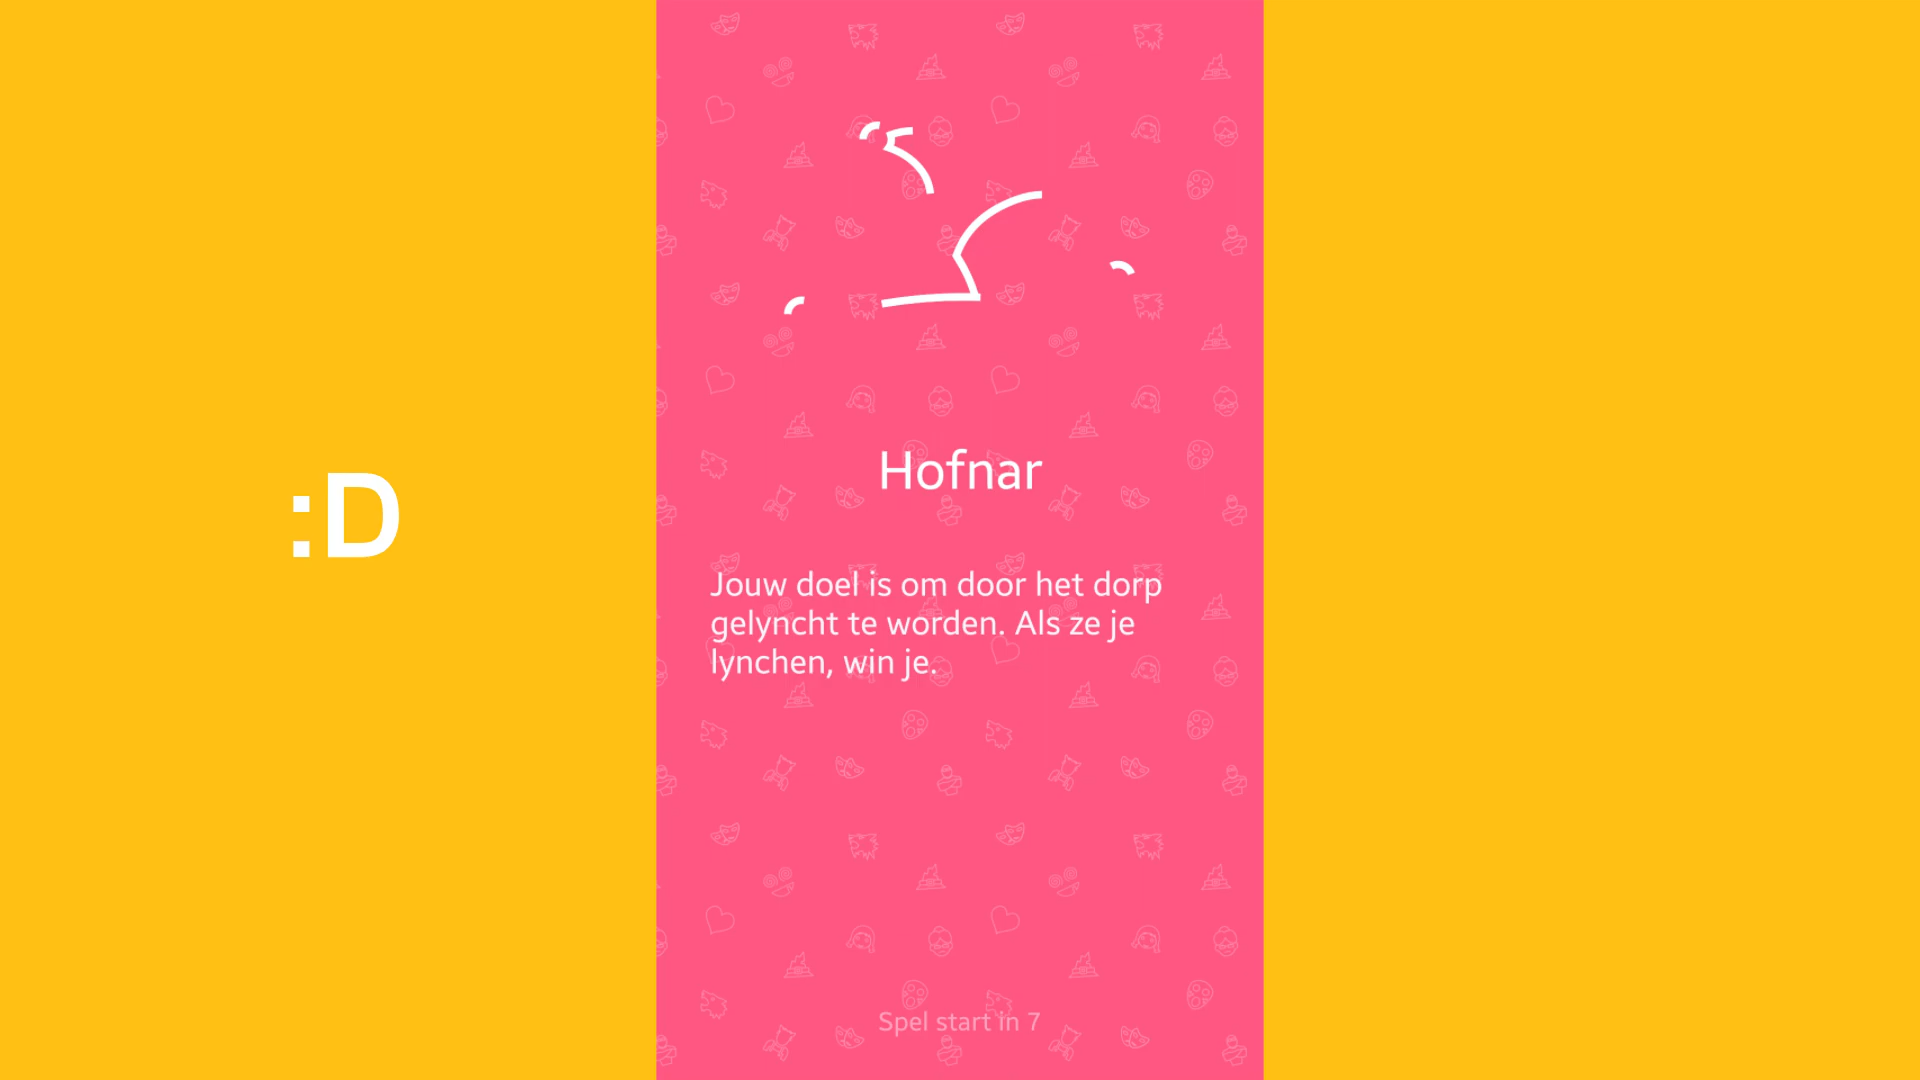 :D
Hofnar
Jouw doel is om door het dorp
gelyncht te worden. Als ze je
lynchen, win je.
Spel start in 7